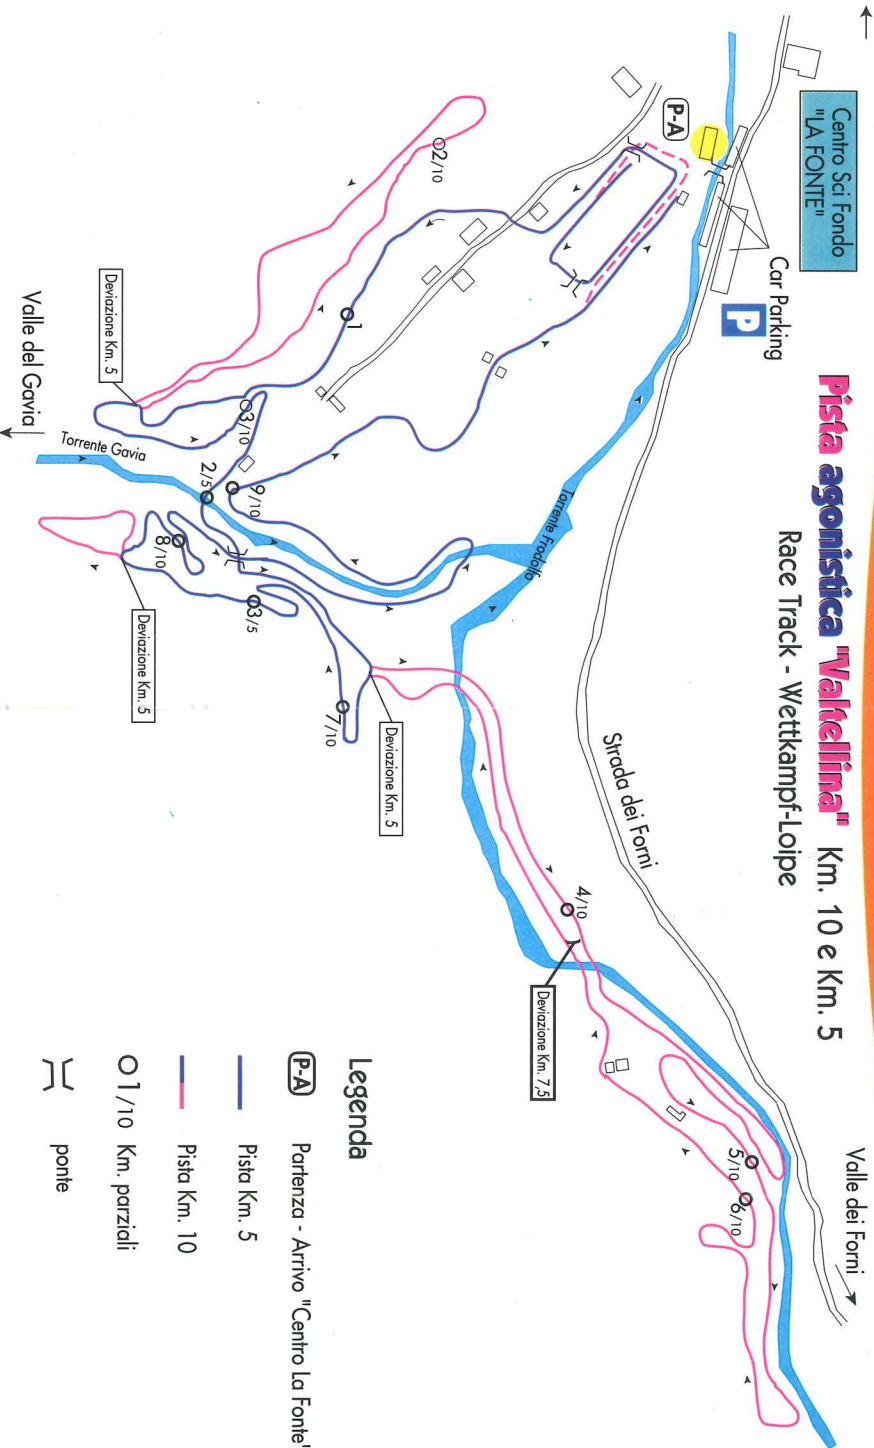 Pista agonistica "Valtellina" Km. 10 e Km. 5
Race Track - Wettkampf-Loipe
Centro Sci Fondo
"LA FONTE"
Car Parking
P
P-A
Valle dei Forni
Strada dei Forni
Torrente Frodolfo
Torrente Gavia
Valle del Gavia
Deviazione Km. 5
Deviazione Km. 5
Deviazione Km. 5
Deviazione Km. 7,5
1
2/10
3/10
2/5
9/10
8/10
3/5
7/10
4/10
5/10
6/10
Legenda
P-A Partenza - Arrivo "Centro La Fonte"
Pista Km. 5
Pista Km. 10
1/10 Km. parziali
ponte